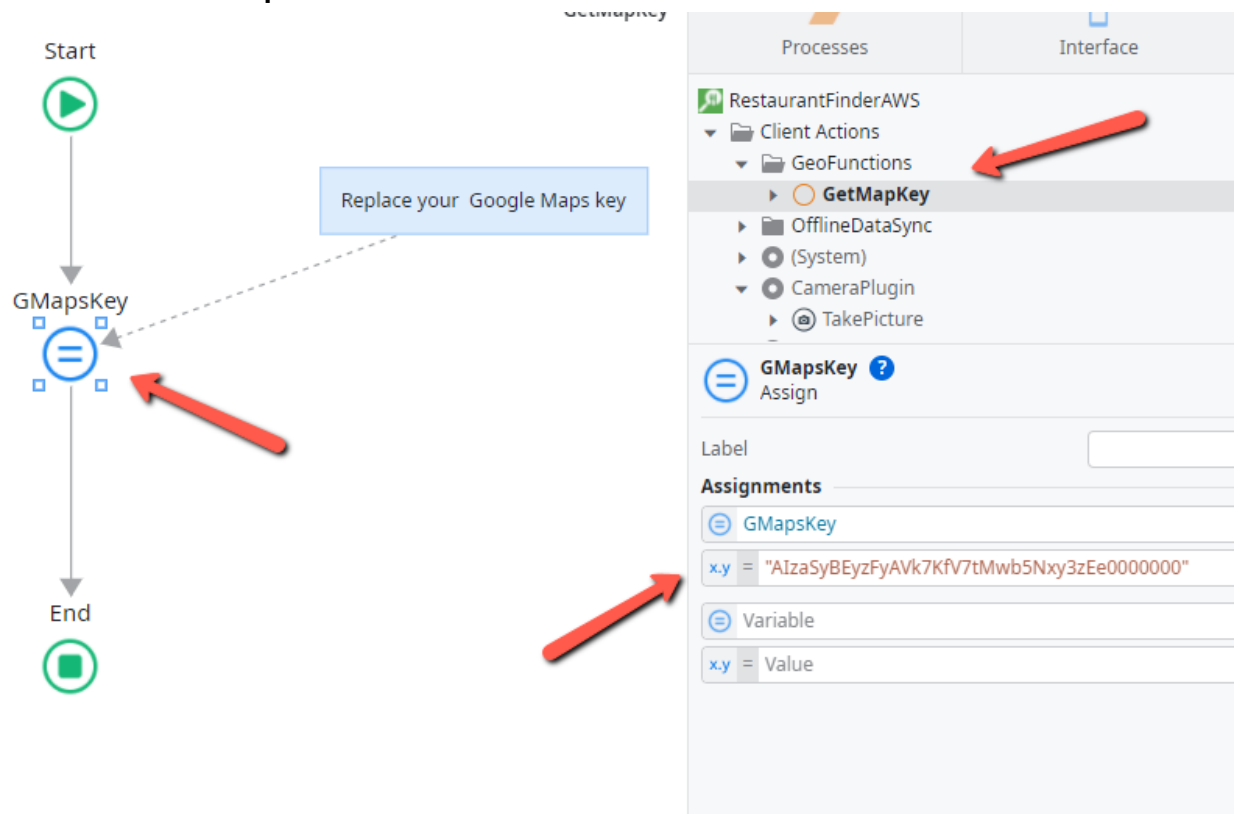 GetMapKey
Start
Processes
Interface
RestaurantFinderAWS
Client Actions
GeoFunctions
GetMapKey
Replace your Google Maps key
OfflineDataSync
(System)
CameraPlugin
TakePicture
GMapsKey
GMapsKey ?
Assign
Label
Assignments
GMapsKey
x.y = "AIzaSyBEyzFyAVk7KfV7tMwb5Nxy3zEe0000000"
Variable
x.y = Value
End